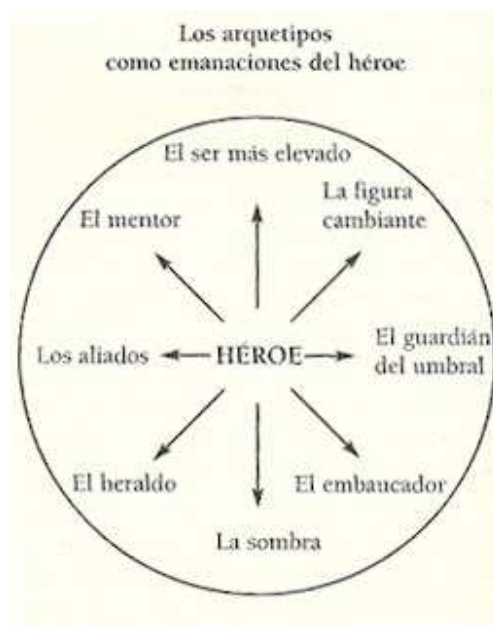 Los arquetipos
como emanaciones del héroe
El ser más elevado
La figura
cambiante
El mentor
El guardián
del umbral
Los aliados
HÉROE
El heraldo
El embaucador
La sombra